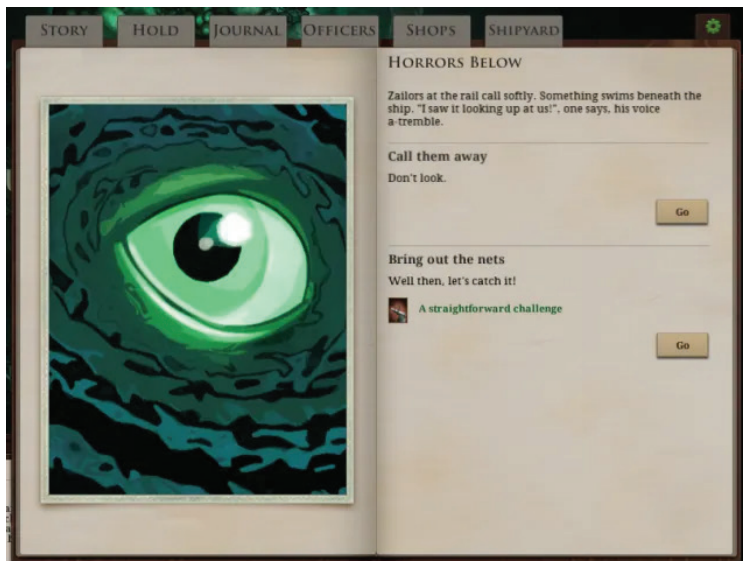 STORY
HOLD
JOURNAL
OFFICERS
SHOPS
SHIPYARD
HORRORS BELOW
Zailors at the rail call softly. Something swims beneath the
ship. "I saw it looking up at us!", one says, his voice
a-tremble.
Call them away
Don't look.
Go
Bring out the nets
Well then, let's catch it!
A straightforward challenge
Go